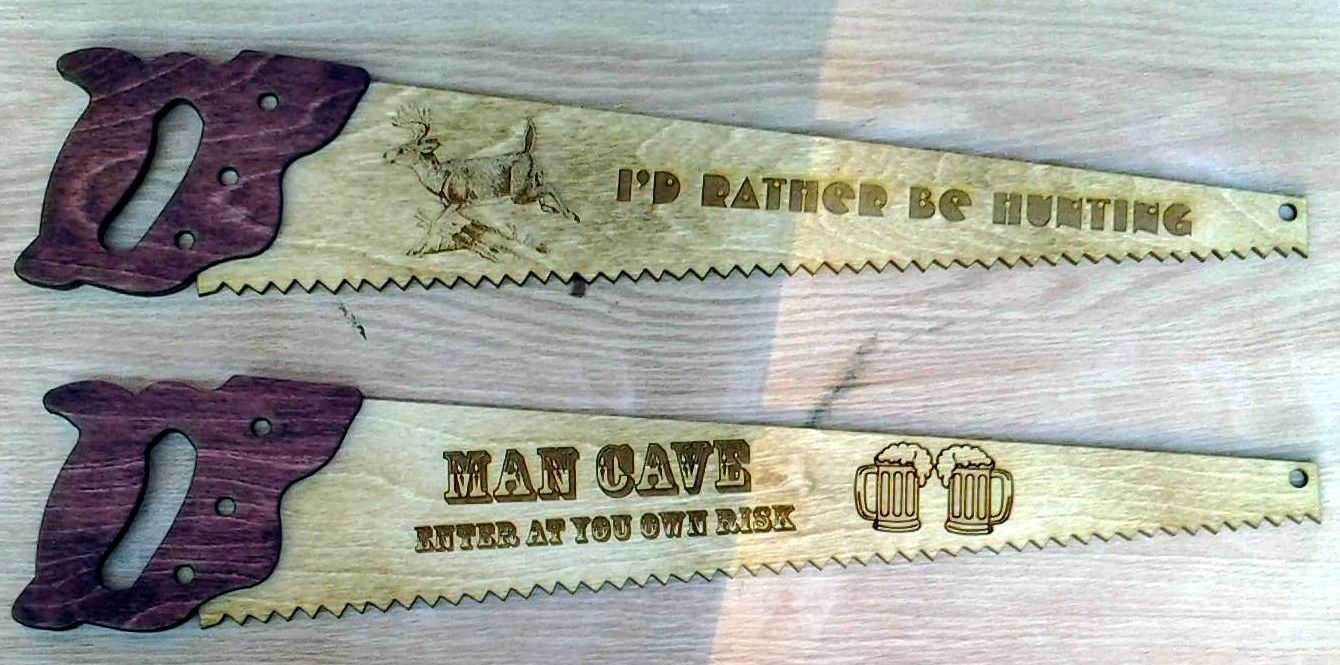 I'D RATHER BE HUNTING
MAN CAVE
ENTER AT YOU OWN RISK